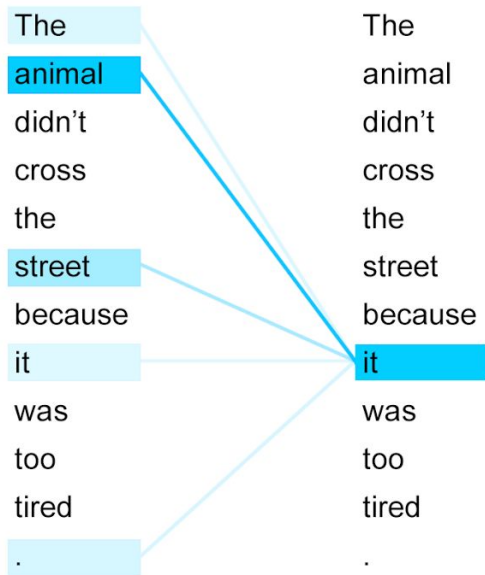 The
animal
didn’t
cross
the
street
because
it
was
too
tired
.
The
animal
didn’t
cross
the
street
because
it
was
too
tired
.